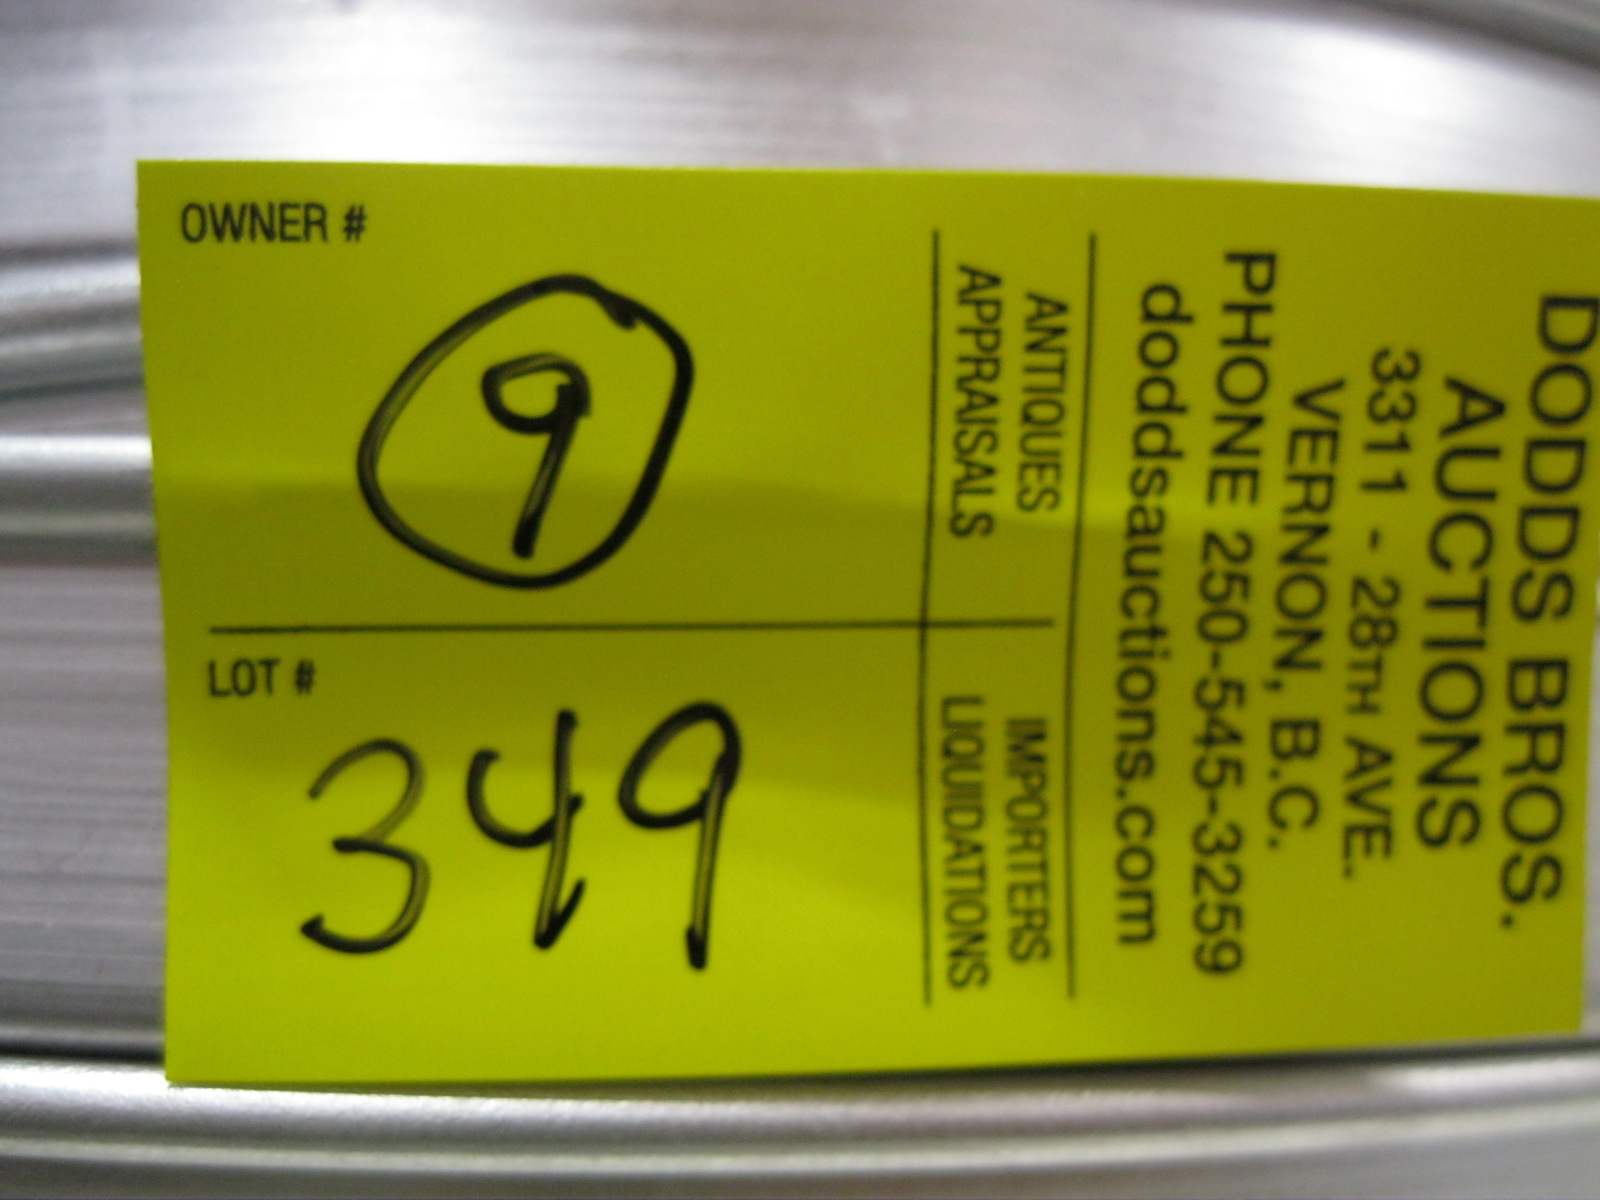 DODDS BROS.
AUCTIONS
3311 - 28TH AVE.
VERNON, B.C.
PHONE 250-545-3259
doddsauctions.com
ANTIQUES
APPRAISALS
IMPORTERS
LIQUIDATIONS
OWNER #
9
LOT #
349